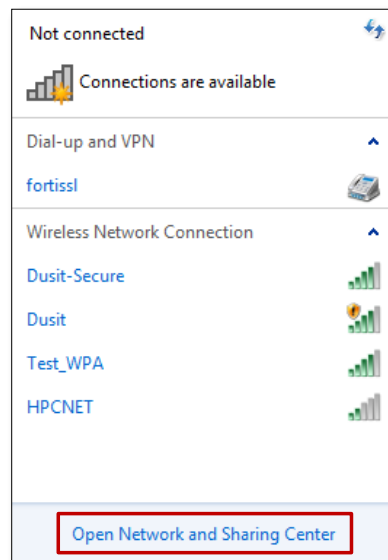 Not connected
Connections are available
Dial-up and VPN
fortissl
Wireless Network Connection
Dusit-Secure
Dusit
Test_WPA
HPCNET
Open Network and Sharing Center